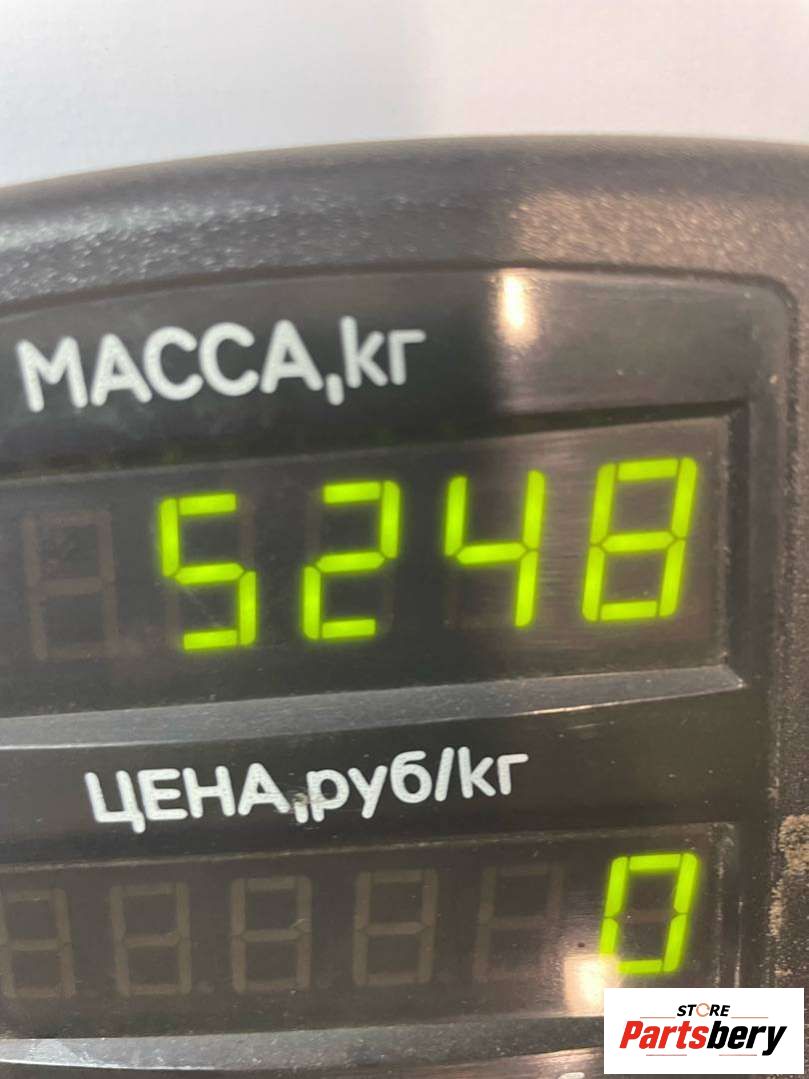 МАССА,кг
5248
ЦЕНА,руб/кг
0
STORE
Partsbery